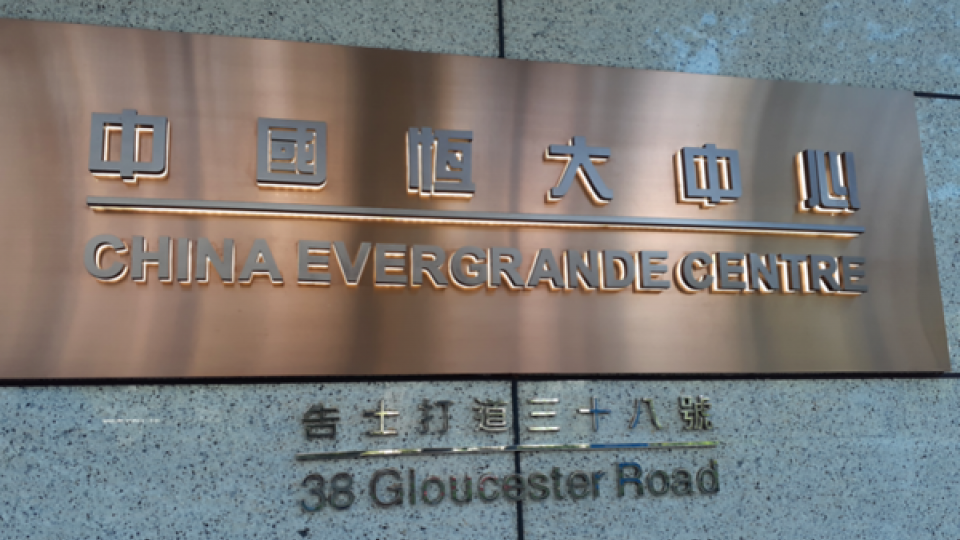 中國恒大中心
CHINA EVERGRANDE CENTRE
告士打道三十八號
38 Gloucester Road